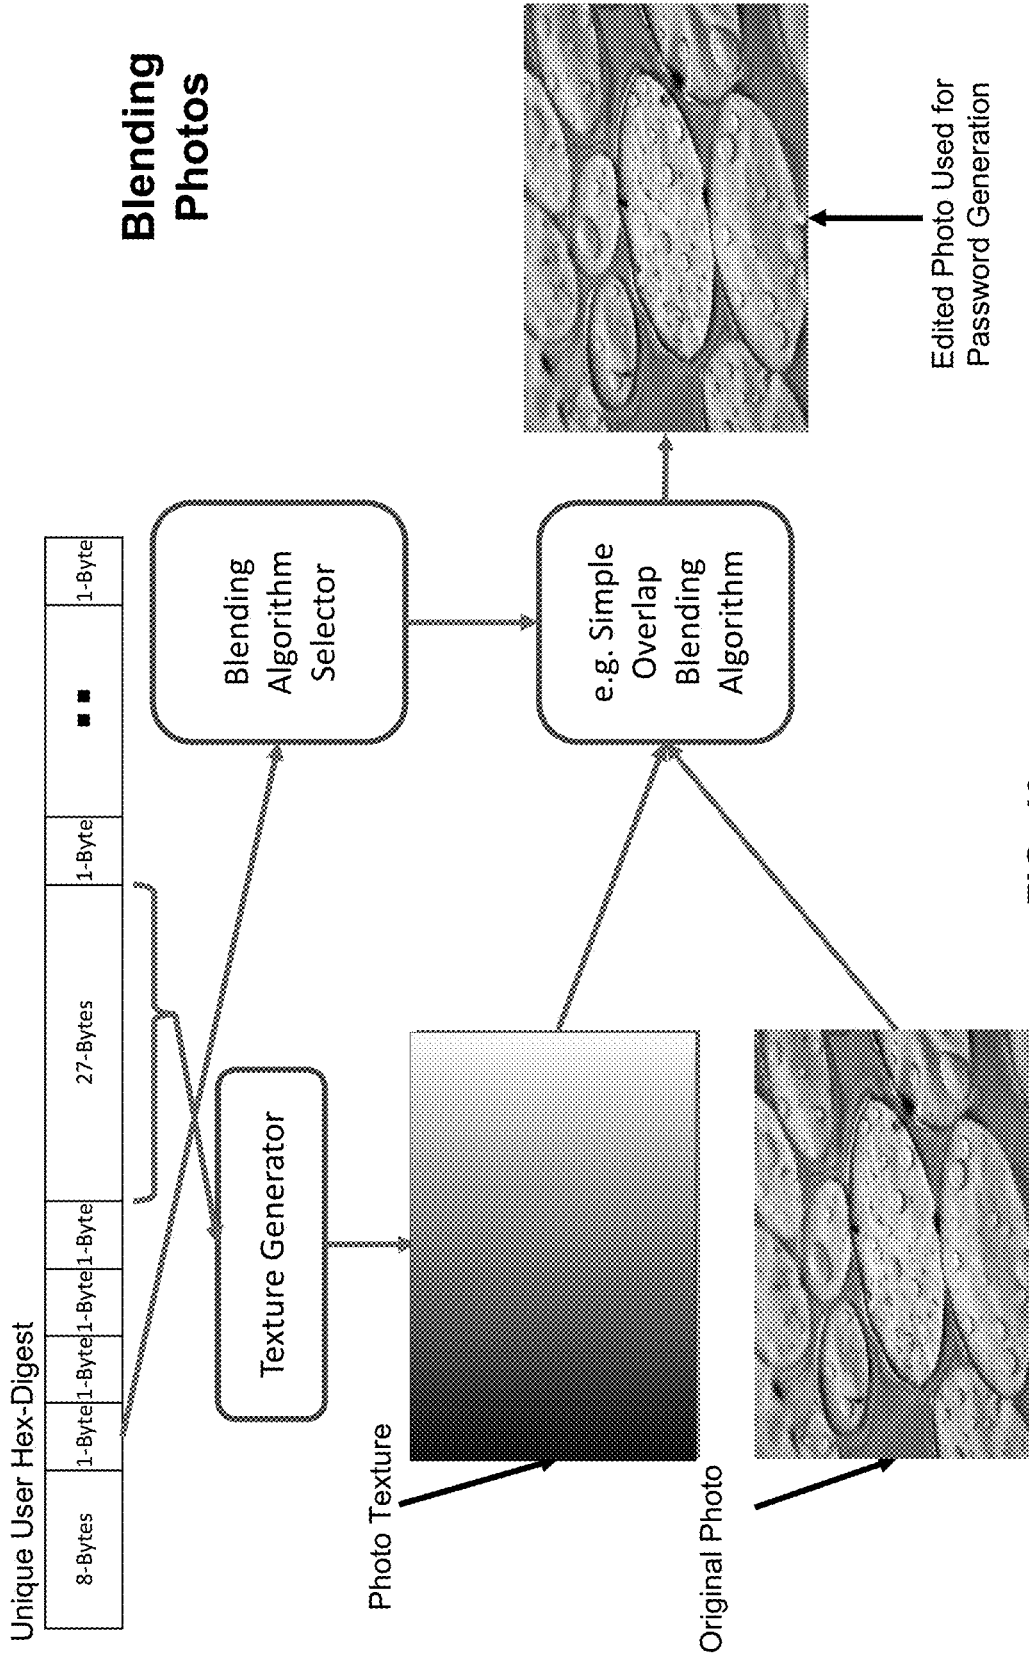 Blending
Photos
Unique User Hex-Digest
8-Bytes
1-Byte
1-Byte
1-Byte
1-Byte
27-Bytes
1-Byte
1-Byte
Texture Generator
Blending
Algorithm
Selector
Photo Texture
e.g. Simple
Overlap
Blending
Algorithm
Original Photo
Edited Photo Used for
Password Generation